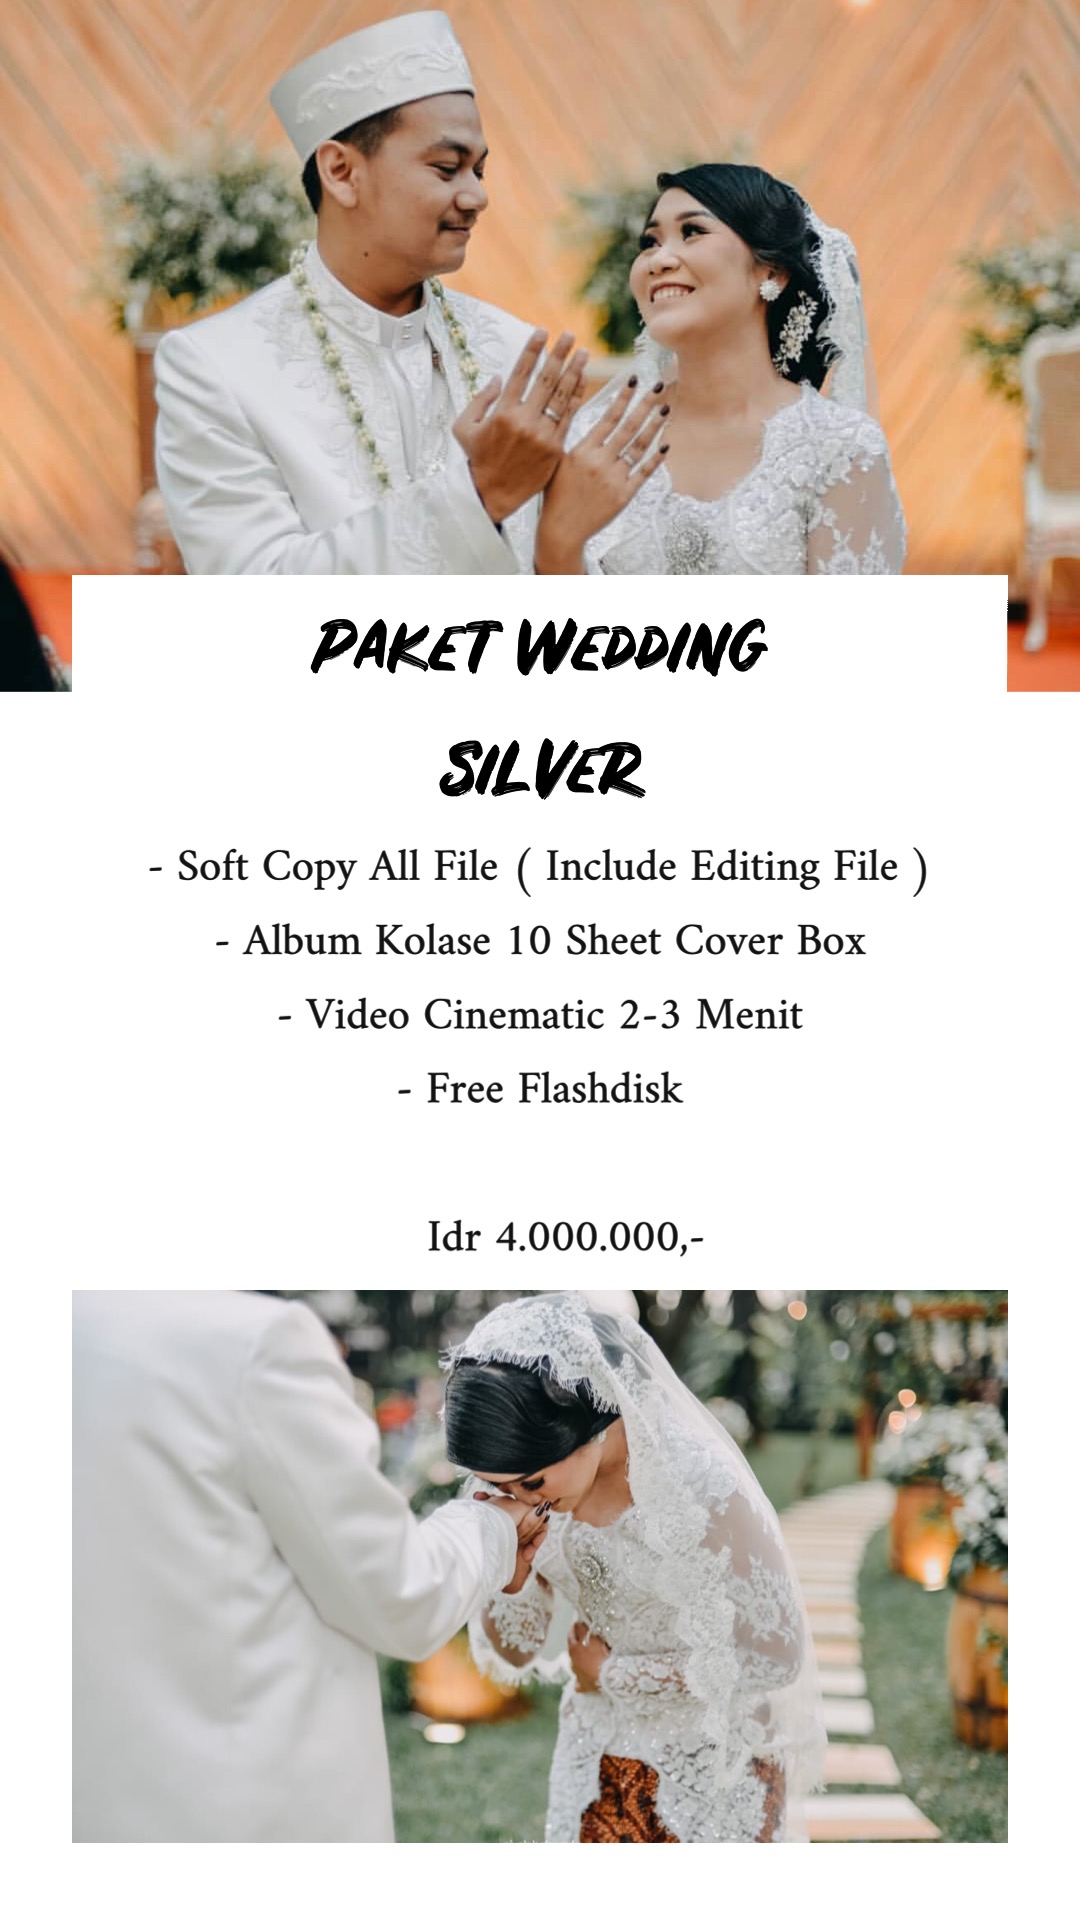 PAKET WEDDING
SILVER
- Soft Copy All File ( Include Editing File )
- Album Kolase 10 Sheet Cover Box
- Video Cinematic 2-3 Menit
- Free Flashdisk
Idr 4.000.000,-